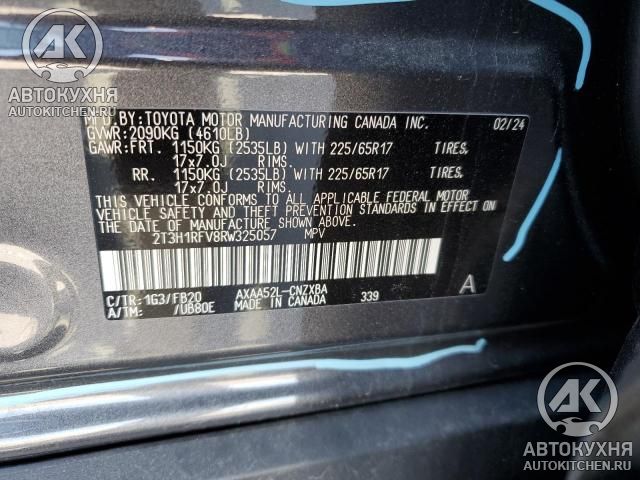 АК
АВТОКУХНЯ
AUTOKITCHEN.RU
MFD.BY:TOYOTA MOTOR MANUFACTURING CANADA INC. 02/24
GVWR:2090KG (4610LB)
GAWR:FRT. 1150KG (2535LB) WITH 225/65R17 TIRES,
17x7.0J RIMS.
RR. 1150KG (2535LB) WITH 225/65R17 TIRES,
17x7.0J RIMS.
THIS VEHICLE CONFORMS TO ALL APPLICABLE FEDERAL MOTOR
VEHICLE SAFETY AND THEFT PREVENTION STANDARDS IN EFFECT ON
THE DATE OF MANUFACTURE SHOWN ABOVE.
2T3H1RFV8RW325057 MPV
C/TR:1G3/FB20 AXAA52L-CNZXBA 339 A
A/TM: /UB80E MADE IN CANADA
АК
АВТОКУХНЯ
AUTOKITCHEN.RU